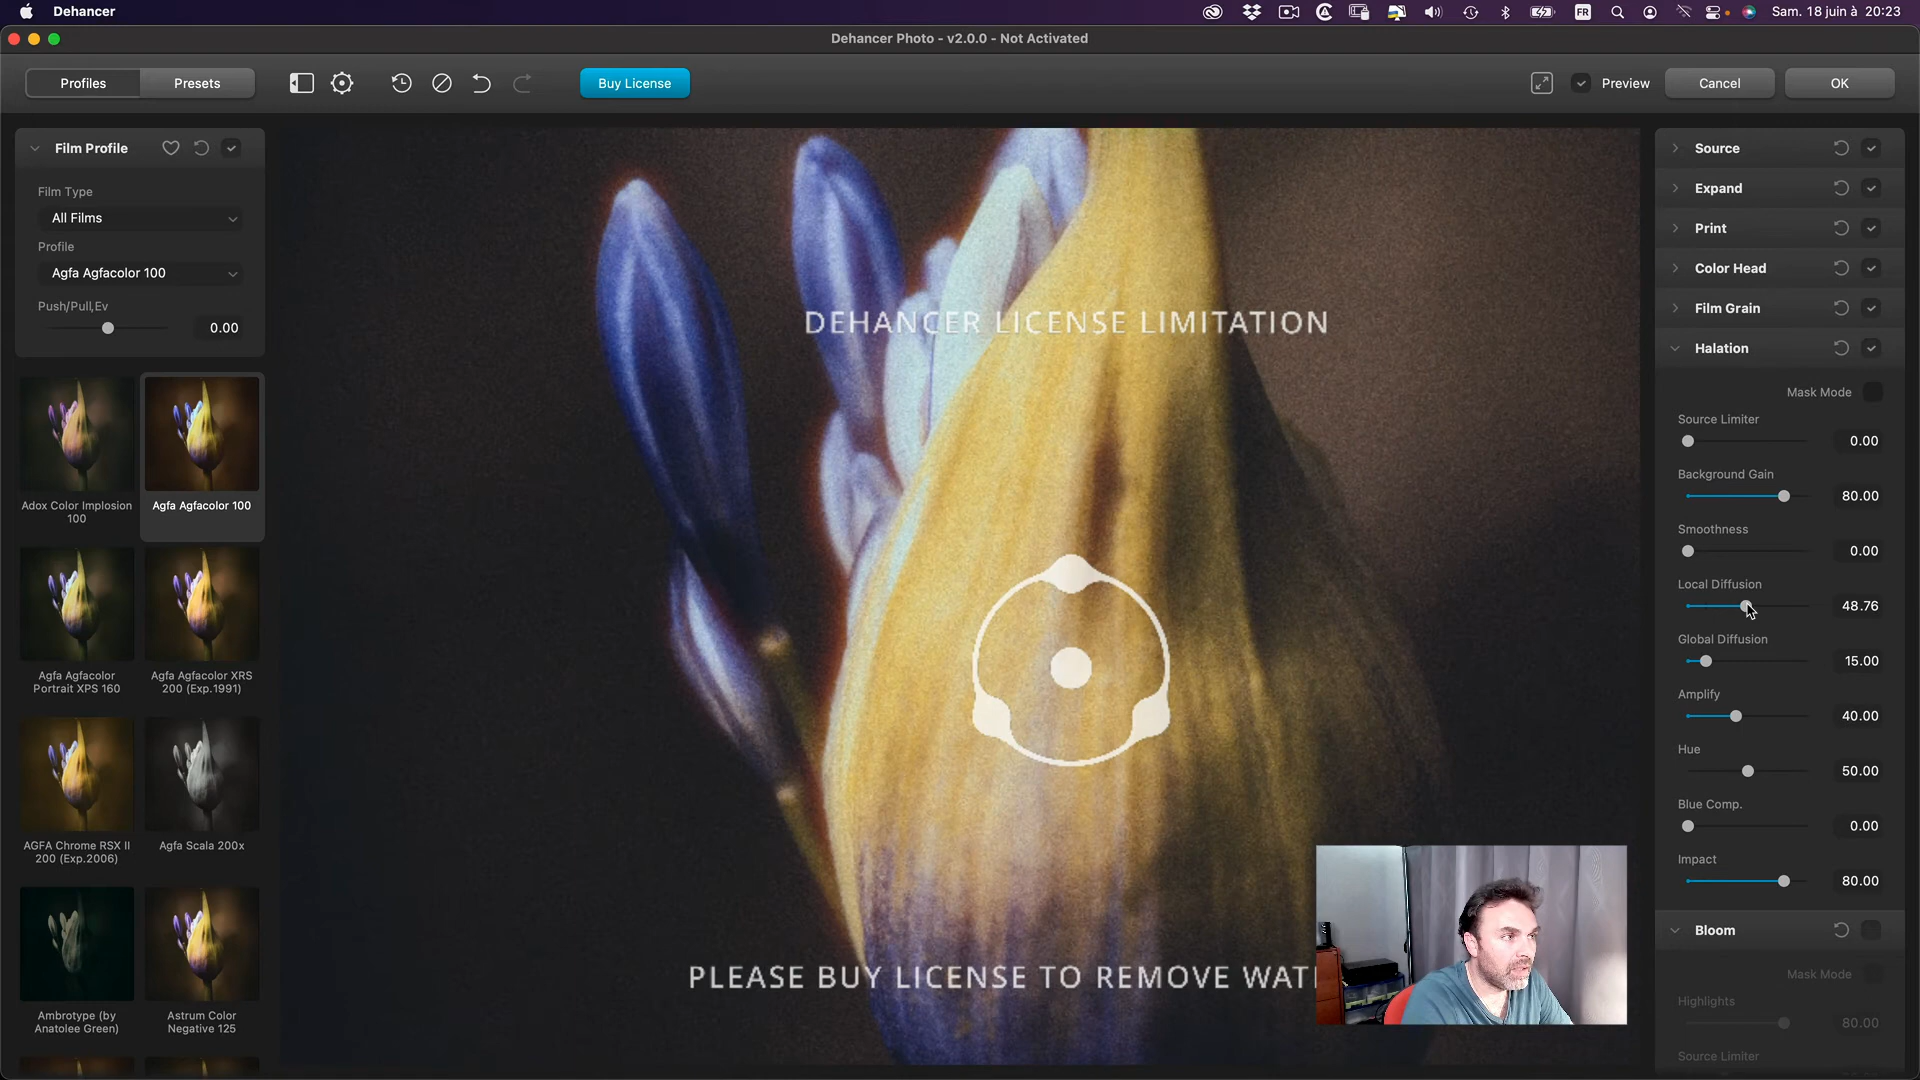 Dehancer
FR
Sam. 18 juin à 20:23
Dehancer Photo - v2.0.0 - Not Activated
Profiles
Presets
Buy License
Preview
Cancel
OK
Film Profile
Film Type
All Films
Profile
Agfa Agfacolor 100
Push/Pull,Ev
0.00
Adox Color Implosion
100
Agfa Agfacolor 100
Agfa Agfacolor
Portrait XPS 160
Agfa Agfacolor XRS
200 (Exp.1991)
AGFA Chrome RSX II
200 (Exp.2006)
Agfa Scala 200x
Ambrotype (by
Anatolee Green)
Astrum Color
Negative 125
DEHANCER LICENSE LIMITATION
PLEASE BUY LICENSE TO REMOVE WAT
Source
Expand
Print
Color Head
Film Grain
Halation
Mask Mode
Source Limiter
0.00
Background Gain
80.00
Smoothness
0.00
Local Diffusion
48.76
Global Diffusion
15.00
Amplify
40.00
Hue
50.00
Blue Comp.
0.00
Impact
80.00
Bloom
Mask Mode
Highlights
80.00
Source Limiter